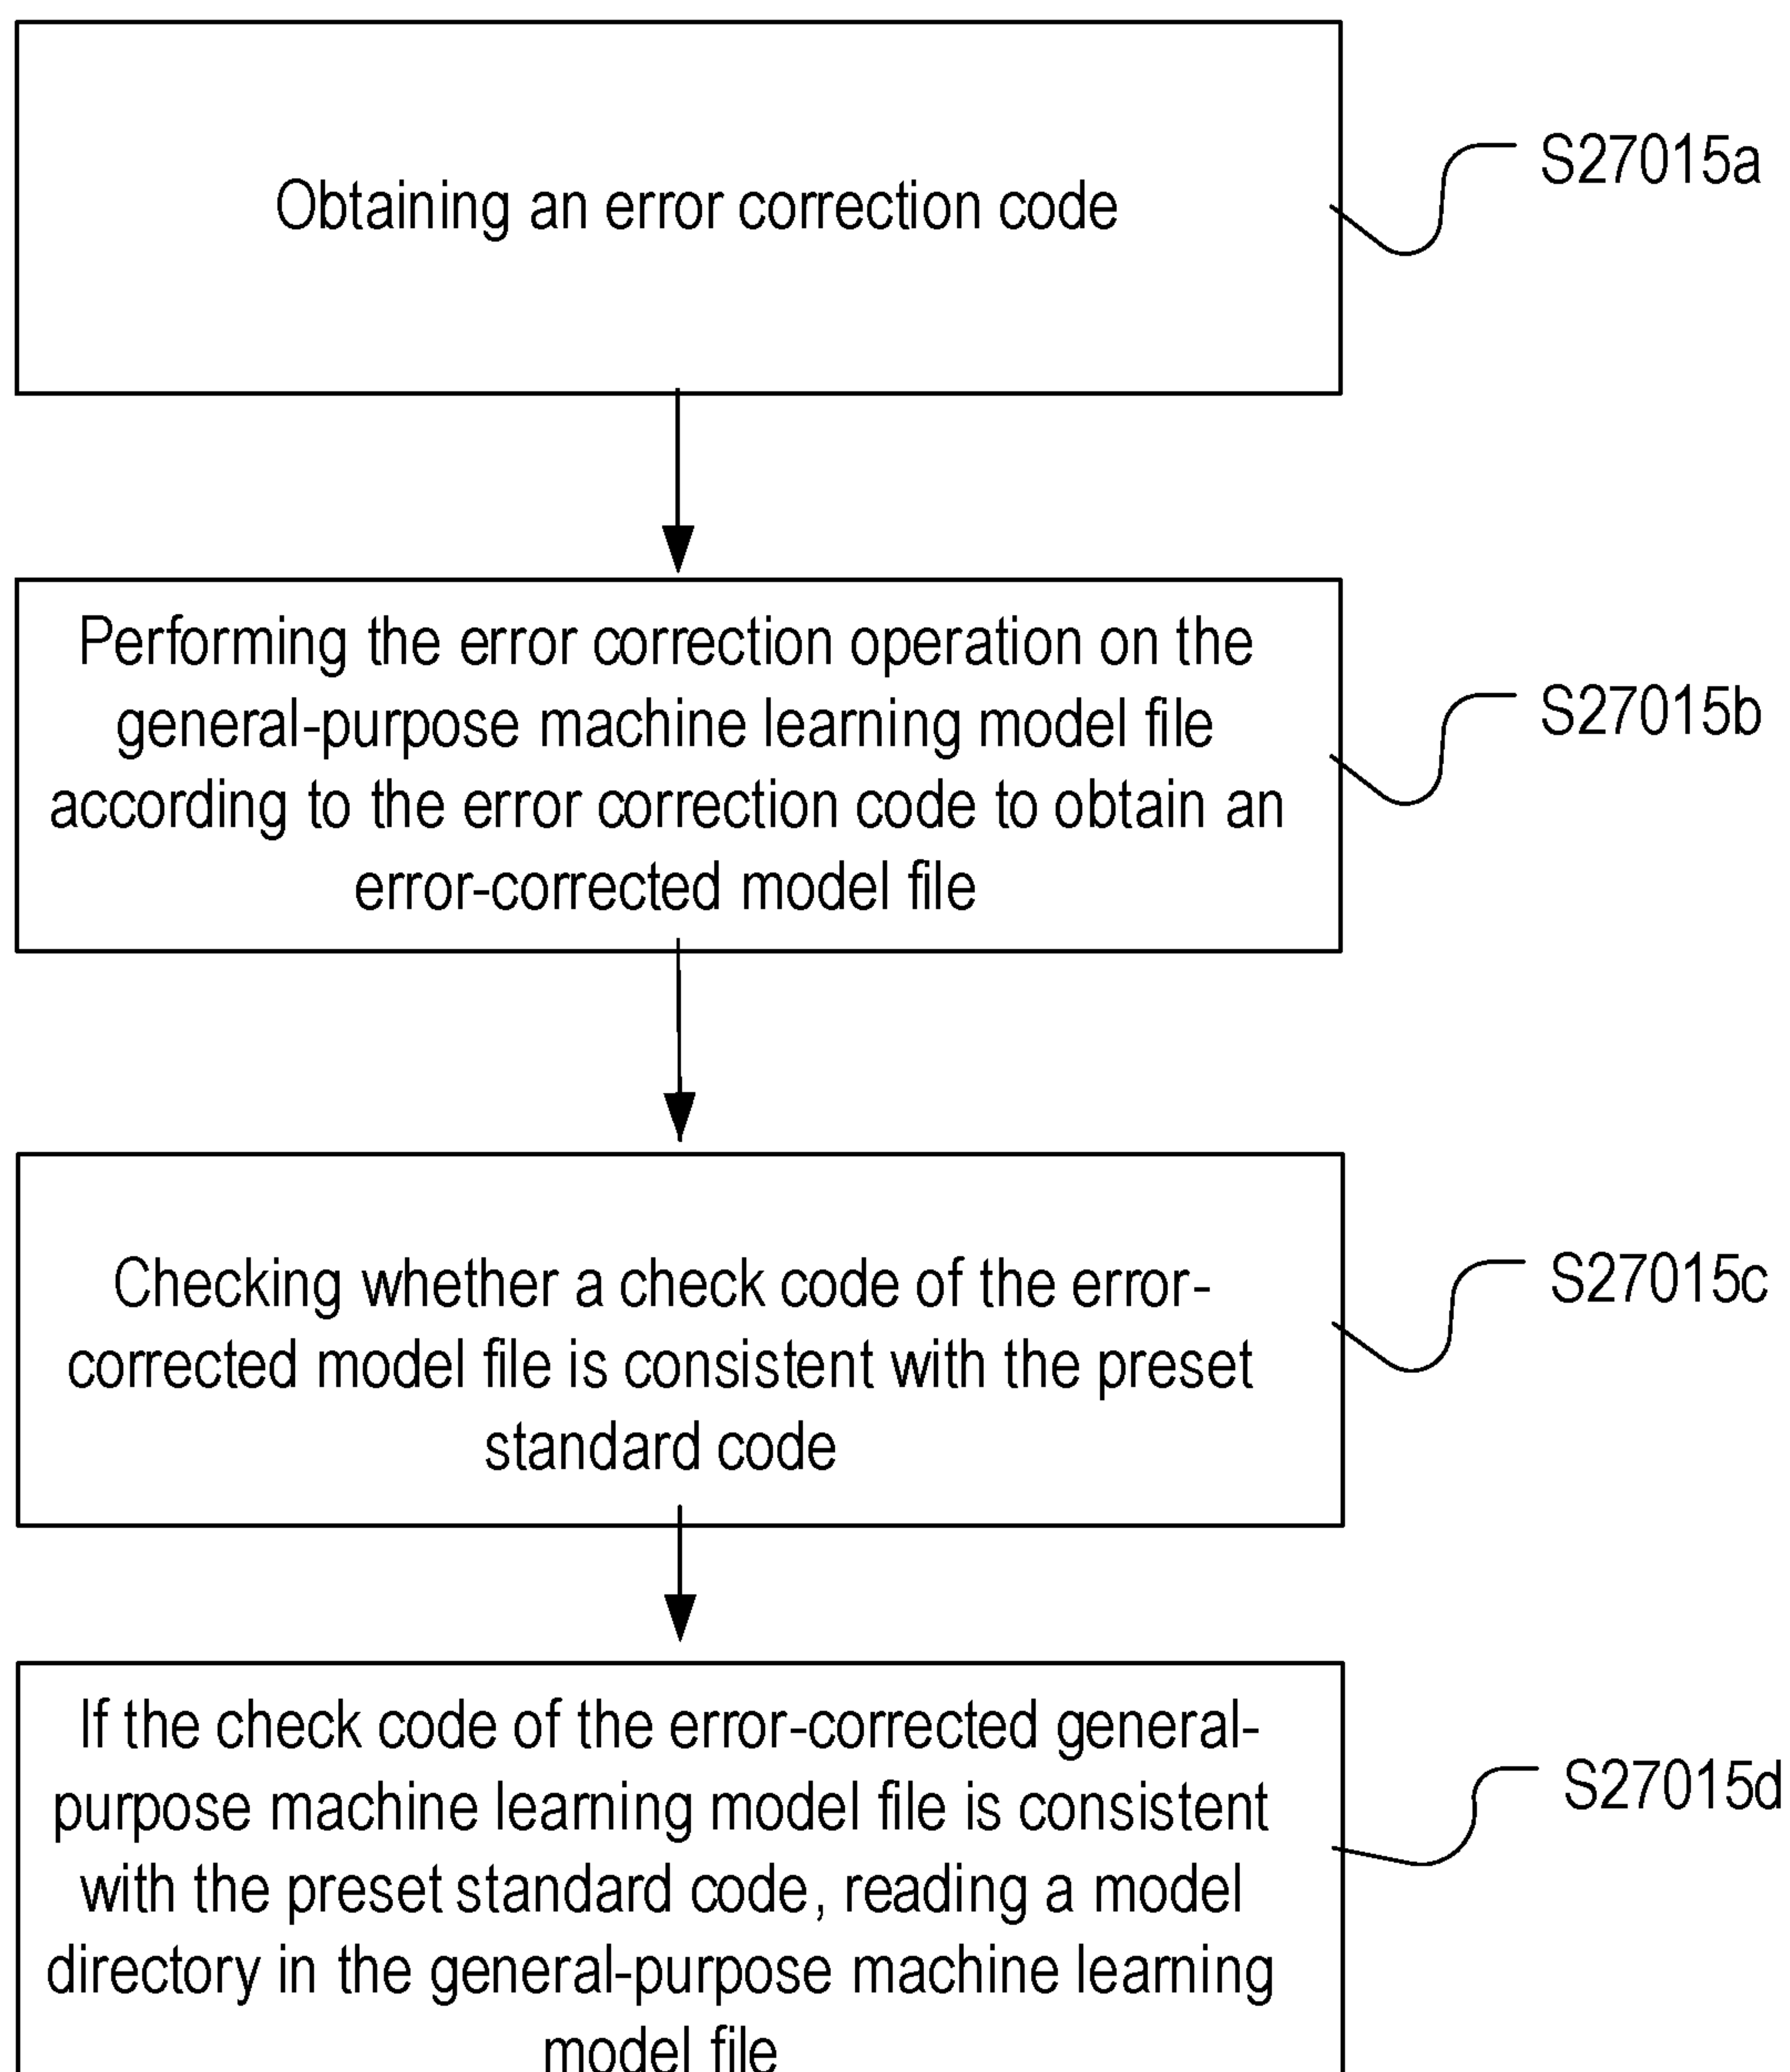 Obtaining an error correction code
S27015a
Performing the error correction operation on the
general-purpose machine learning model file
according to the error correction code to obtain an
error-corrected model file
S27015b
Checking whether a check code of the error-
corrected model file is consistent with the preset
standard code
S27015c
If the check code of the error-corrected general-
purpose machine learning model file is consistent
with the preset standard code, reading a model
directory in the general-purpose machine learning
model file
S27015d